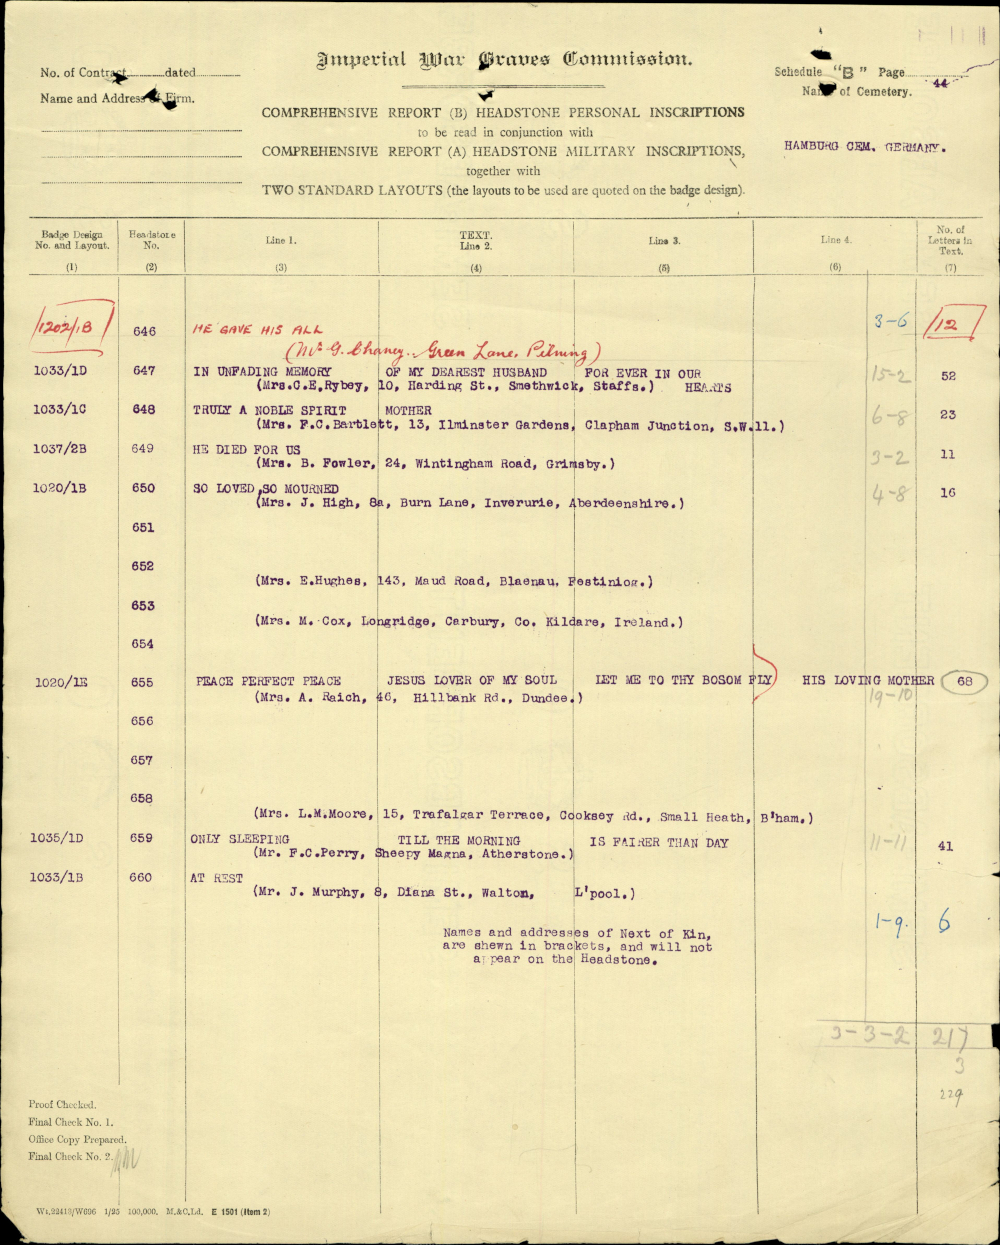 Imperial War Graves Commission.
No. of Contract dated
Name and Address of Firm.
Schedule "B" Page 44
Name of Cemetery.
HAMBURG CEM. GERMANY.
COMPREHENSIVE REPORT (B) HEADSTONE PERSONAL INSCRIPTIONS
to be read in conjunction with
COMPREHENSIVE REPORT (A) HEADSTONE MILITARY INSCRIPTIONS,
together with
TWO STANDARD LAYOUTS (the layouts to be used are quoted on the badge design).
Badge Design No. and Layout. Headstone No. Line 1. TEXT. Line 2. Line 3. Line 4. No. of Letters in Text.
(1) (2) (3) (4) (5) (6) (7)
1202/1B 646 HE GAVE HIS ALL 3-6 12
(Mr G. Chaney. Green Lane. Pilning)
1033/1D 647 IN UNFADING MEMORY OF MY DEAREST HUSBAND FOR EVER IN OUR 15-2 52
(Mrs.C.E.Rybey, 10, Harding St., Smethwick, Staffs.) HEARTS
1033/1C 648 TRULY A NOBLE SPIRIT MOTHER 6-8 23
(Mrs. F.C.Bartlett, 13, Ilminster Gardens, Clapham Junction, S.W.11.)
1037/2B 649 HE DIED FOR US 3-2 11
(Mrs. B. Fowler, 24, Wintingham Road, Grimsby.)
1020/1B 650 SO LOVED,SO MOURNED 4-8 16
(Mrs. J. High, 8a, Burn Lane, Inverurie, Aberdeenshire.)
651
652
(Mrs. E.Hughes, 143, Maud Road, Blaenau, Festiniog.)
653
(Mrs. M. Cox, Longridge, Carbury, Co. Kildare, Ireland.)
654
1020/1E 655 PEACE PERFECT PEACE JESUS LOVER OF MY SOUL LET ME TO THY BOSOM FLY HIS LOVING MOTHER 68
(Mrs. A. Raich, 46, Hillbank Rd., Dundee.) 19-10
656
657
658
(Mrs. L.M.Moore, 15, Trafalgar Terrace, Cooksey Rd., Small Heath, B'ham.)
1035/1D 659 ONLY SLEEPING TILL THE MORNING IS FAIRER THAN DAY 11-11 41
(Mr. F.C.Perry, Sheepy Magna, Atherstone.)
1033/1B 660 AT REST
(Mr. J. Murphy, 8, Diana St., Walton, L'pool.)
1-9. 6
Names and addresses of Next of Kin,
are shewn in brackets, and will not
appear on the Headstone.
3-3-2 217
3
229
Proof Checked.
Final Check No. 1.
Office Copy Prepared.
Final Check No. 2.
Wt.22413/W696 1/25 100,000. M.&C.Ld. E 1501 (Item 2)